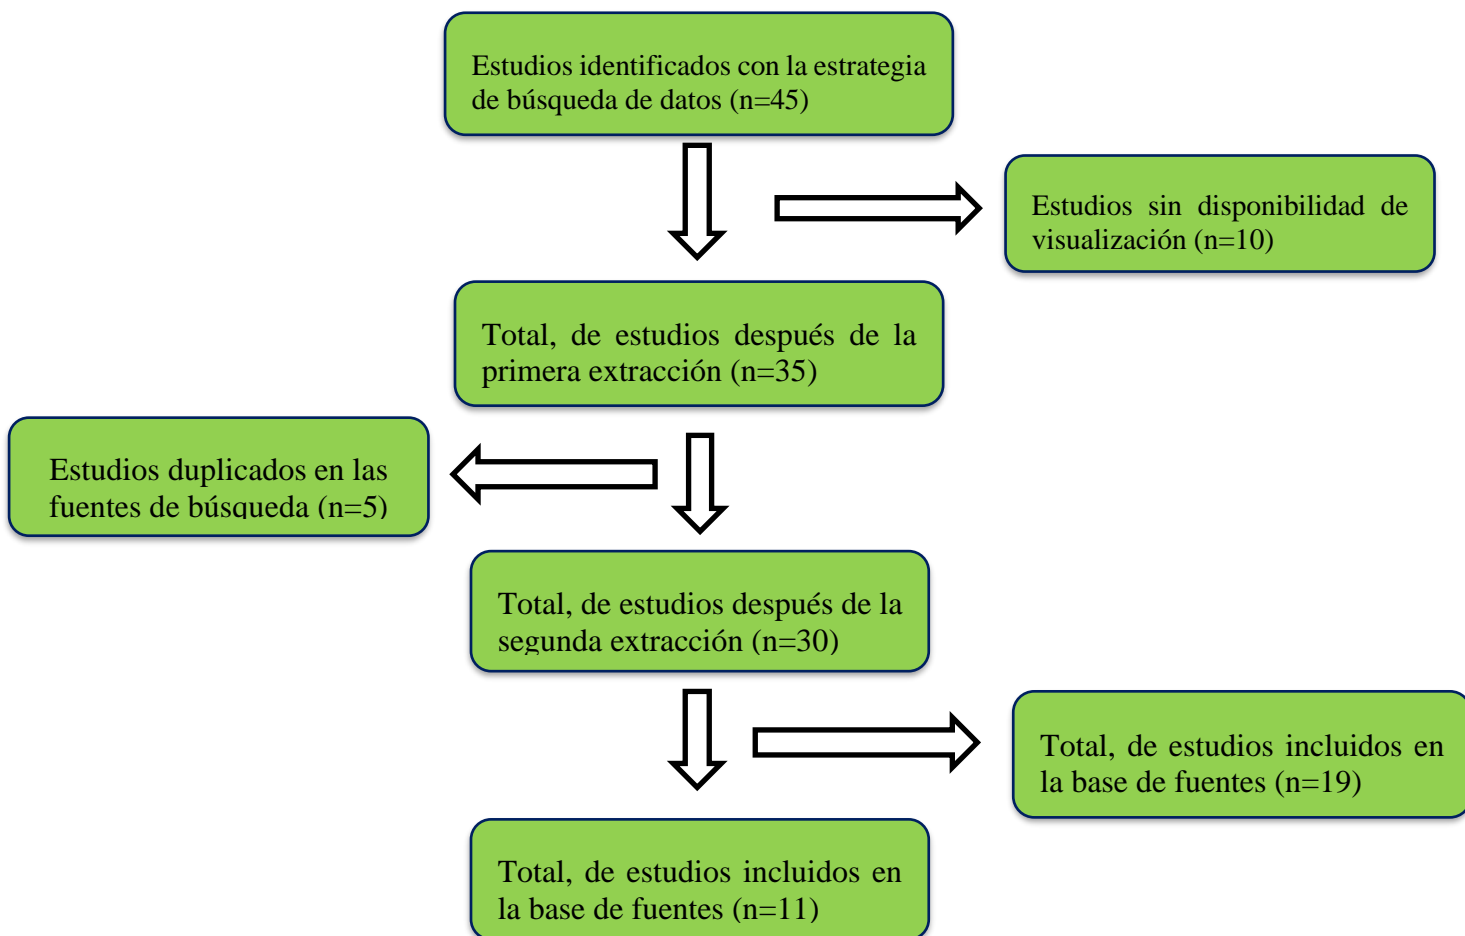 Estudios identificados con la estrategia
de búsqueda de datos (n=45)
Estudios sin disponibilidad de
visualización (n=10)
Total, de estudios después de la
primera extracción (n=35)
Estudios duplicados en las
fuentes de búsqueda (n=5)
Total, de estudios después de la
segunda extracción (n=30)
Total, de estudios incluidos en
la base de fuentes (n=19)
Total, de estudios incluidos en
la base de fuentes (n=11)